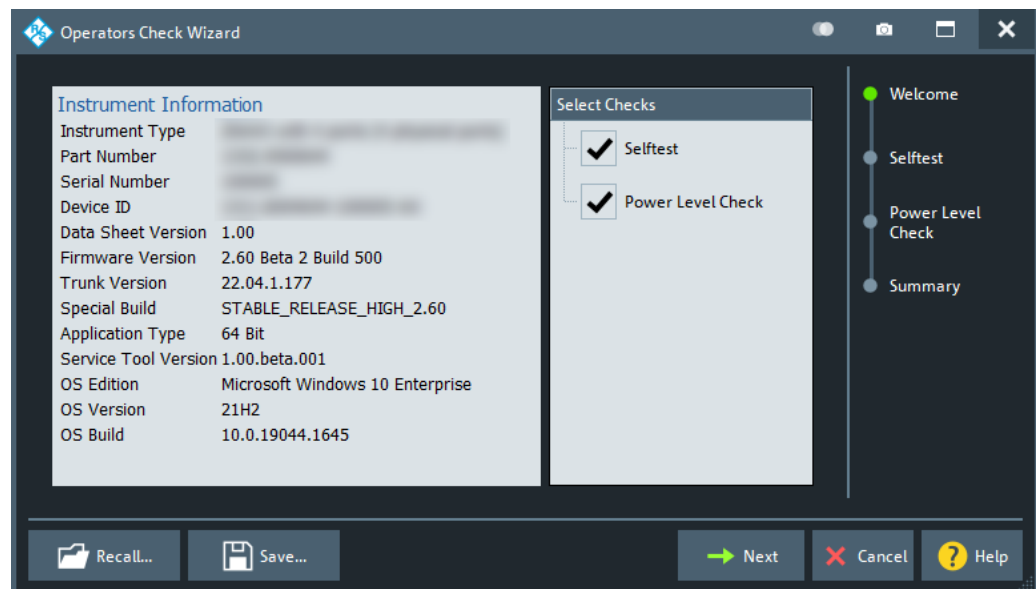 Operators Check Wizard
Instrument Information
Instrument Type
Part Number
Serial Number
Device ID
Data Sheet Version 1.00
Firmware Version 2.60 Beta 2 Build 500
Trunk Version 22.04.1.177
Special Build STABLE_RELEASE_HIGH_2.60
Application Type 64 Bit
Service Tool Version 1.00.beta.001
OS Edition Microsoft Windows 10 Enterprise
OS Version 21H2
OS Build 10.0.19044.1645
Select Checks
Selftest
Power Level Check
Welcome
Selftest
Power Level
Check
Summary
Recall...
Save...
Next
Cancel
? Help